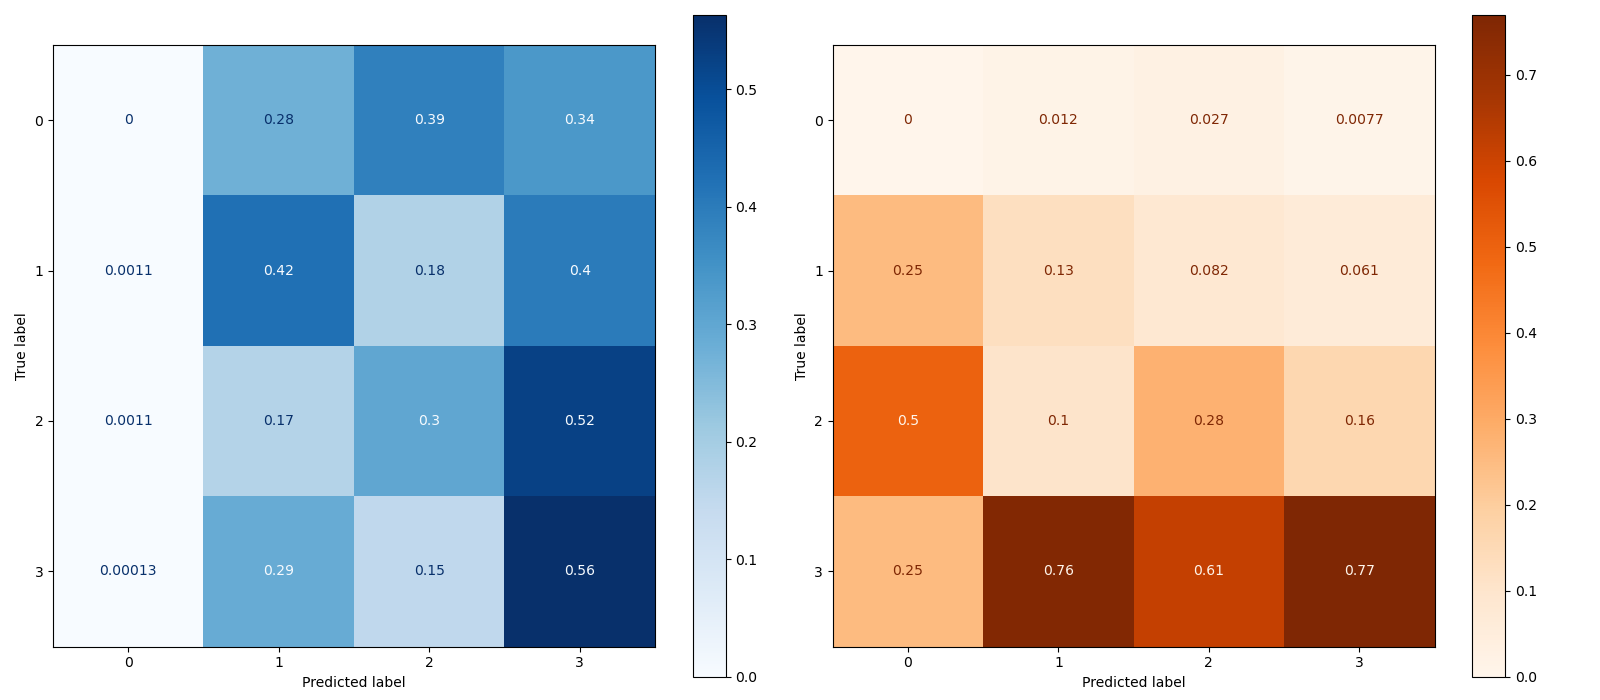 0 0.28 0.39 0.34
0
0.0011 0.42 0.18 0.4
1
0.0011 0.17 0.3 0.52
2
0.00013 0.29 0.15 0.56
3
True label
0 1 2 3
Predicted label
0.5
0.4
0.3
0.2
0.1
0.0
0 0.012 0.027 0.0077
0
0.25 0.13 0.082 0.061
1
0.5 0.1 0.28 0.16
2
0.25 0.76 0.61 0.77
3
True label
0 1 2 3
Predicted label
0.7
0.6
0.5
0.4
0.3
0.2
0.1
0.0